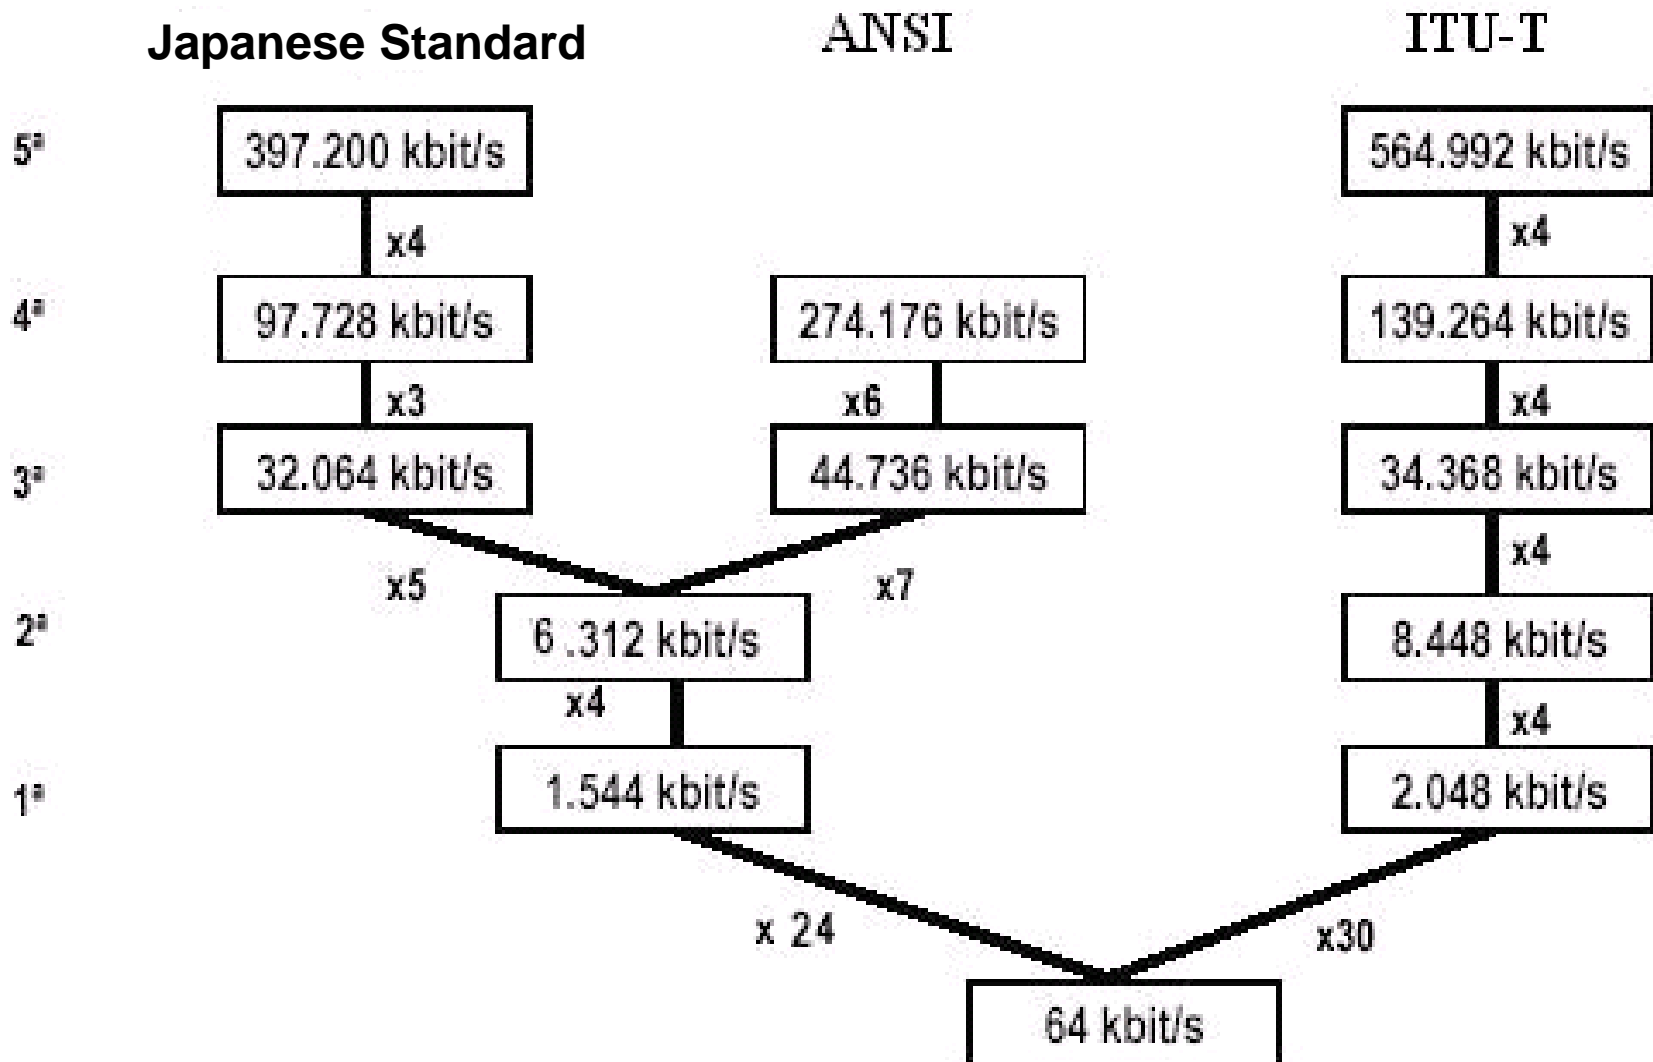 Japanese Standard ANSI ITU-T
5ª 397.200 kbit/s 564.992 kbit/s
x4 x4
4ª 97.728 kbit/s 274.176 kbit/s 139.264 kbit/s
x3 x6 x4
3ª 32.064 kbit/s 44.736 kbit/s 34.368 kbit/s
x4
x5 x7
2ª 6 .312 kbit/s 8.448 kbit/s
x4 x4
1ª 1.544 kbit/s 2.048 kbit/s
x 24 x30
64 kbit/s